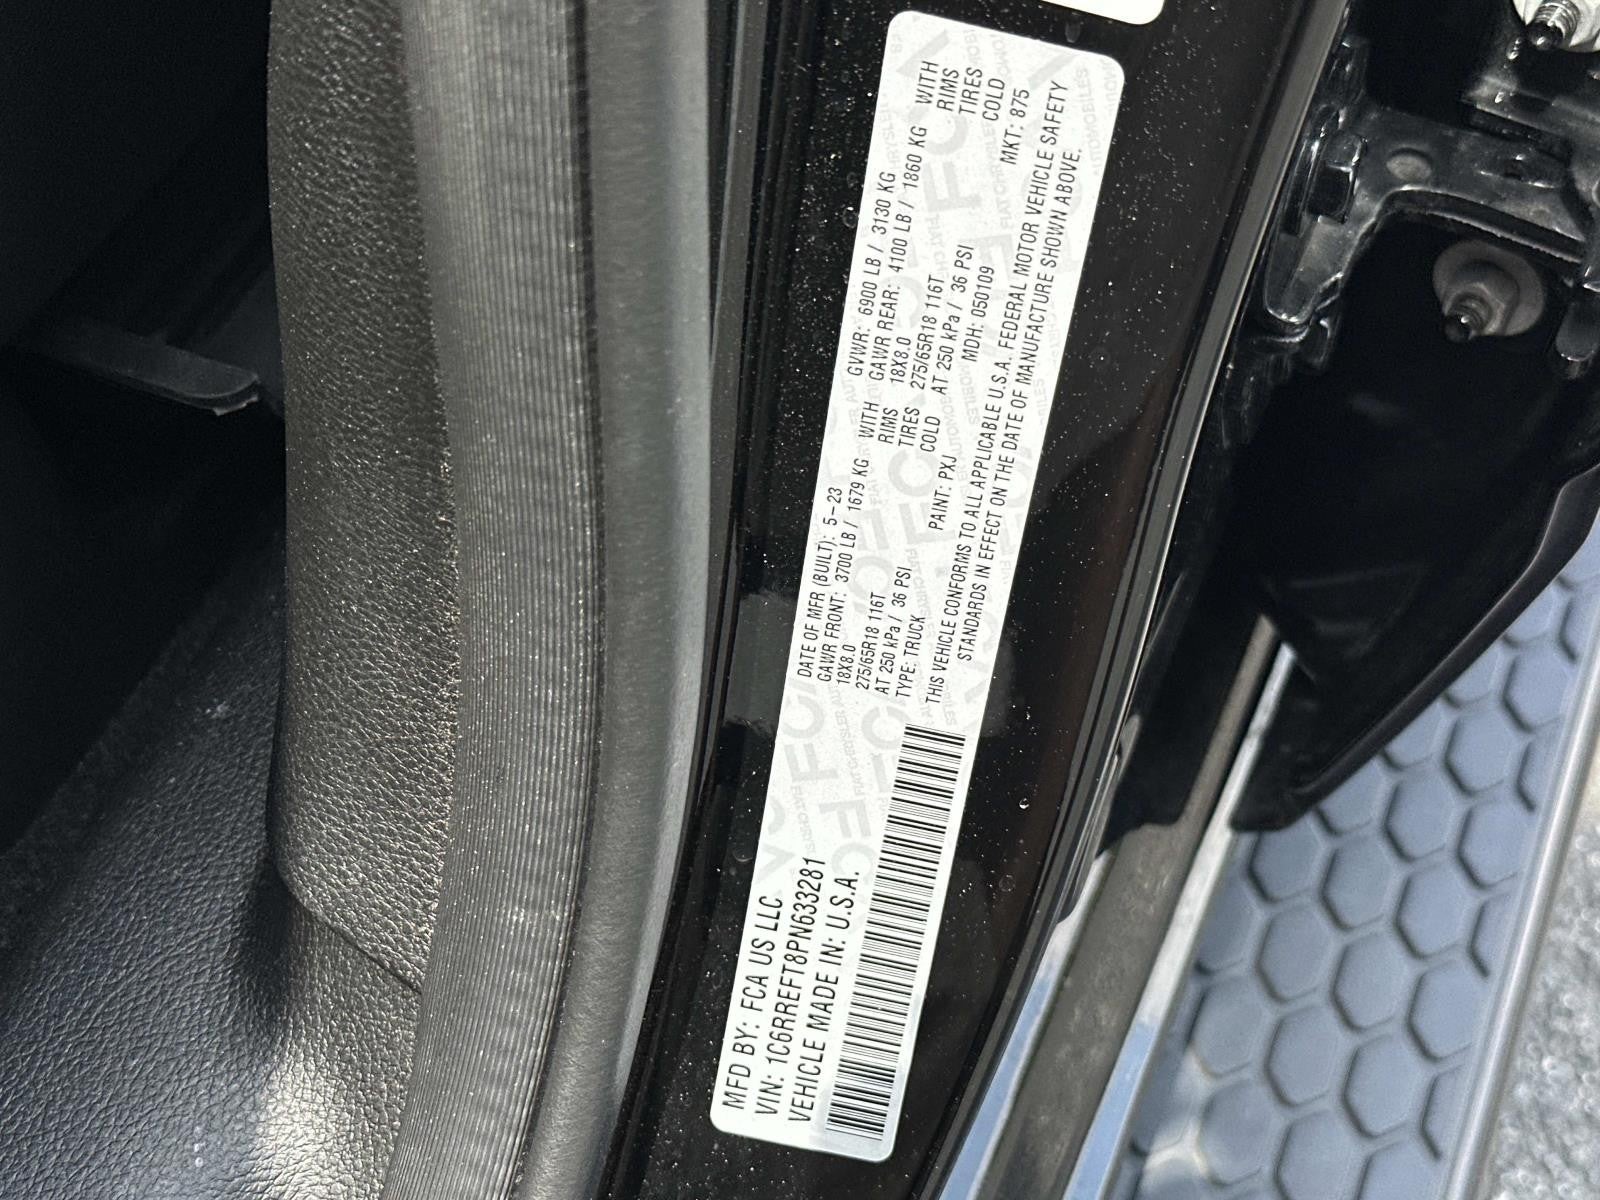 MFD BY: FCA US LLC
VIN: 1C6RREFT8PN633281
VEHICLE MADE IN: U.S.A.
DATE OF MFR (BUILT): 5-23 GVWR: 6900 LB / 3130 KG
GAWR FRONT: 3700 LB / 1679 KG WITH GAWR REAR: 4100 LB / 1860 KG WITH
18X8.0 RIMS 18X8.0 RIMS
275/65R18 116T TIRES 275/65R18 116T TIRES
AT 250 kPa / 36 PSI COLD AT 250 kPa / 36 PSI COLD
TYPE: TRUCK PAINT: PXJ MDH: 050109 MKT: 875
THIS VEHICLE CONFORMS TO ALL APPLICABLE U.S.A. FEDERAL MOTOR VEHICLE SAFETY
STANDARDS IN EFFECT ON THE DATE OF MANUFACTURE SHOWN ABOVE.